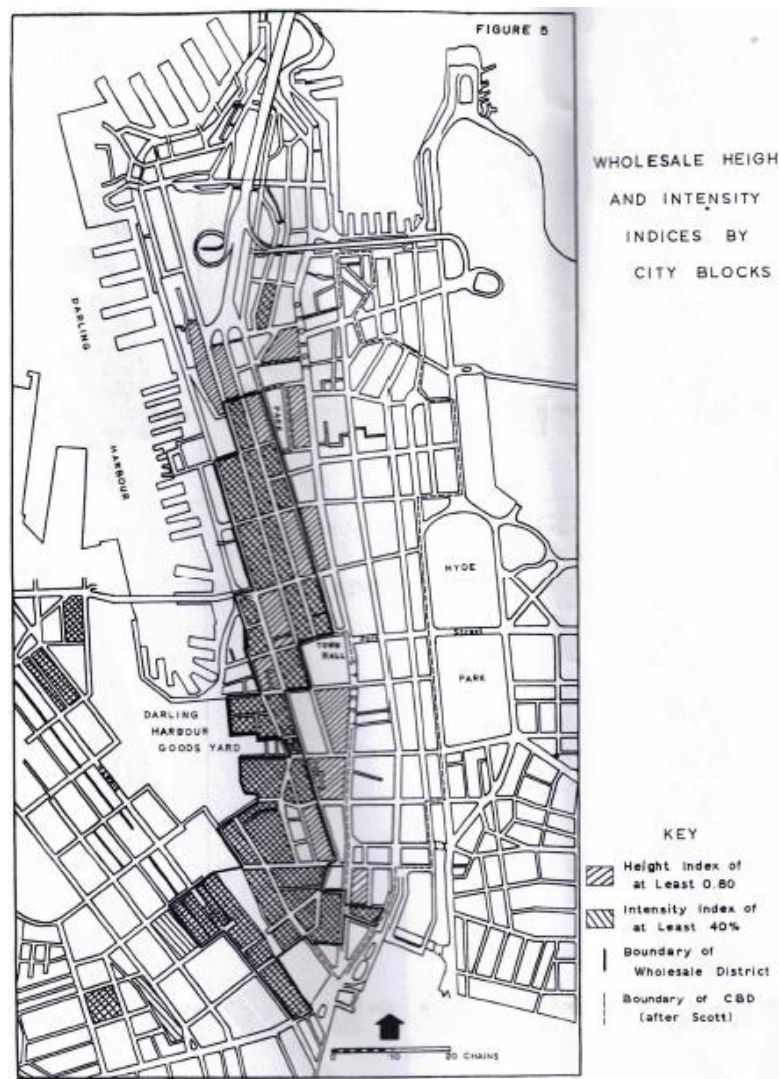 FIGURE 5
WHOLESALE HEIGH
AND INTENSITY
INDICES BY
CITY BLOCKS
DARLING
HARBOUR
HYDE
Street
TOWN
HALL
PARK
DARLING
HARBOUR
GOODS YARD
KEY
Height Index of
at Least 0.80
Intensity Index of
at Least 40%
Boundary of
Wholesale District
Boundary of CBD
(after Scott)
0 10 20 CHAINS